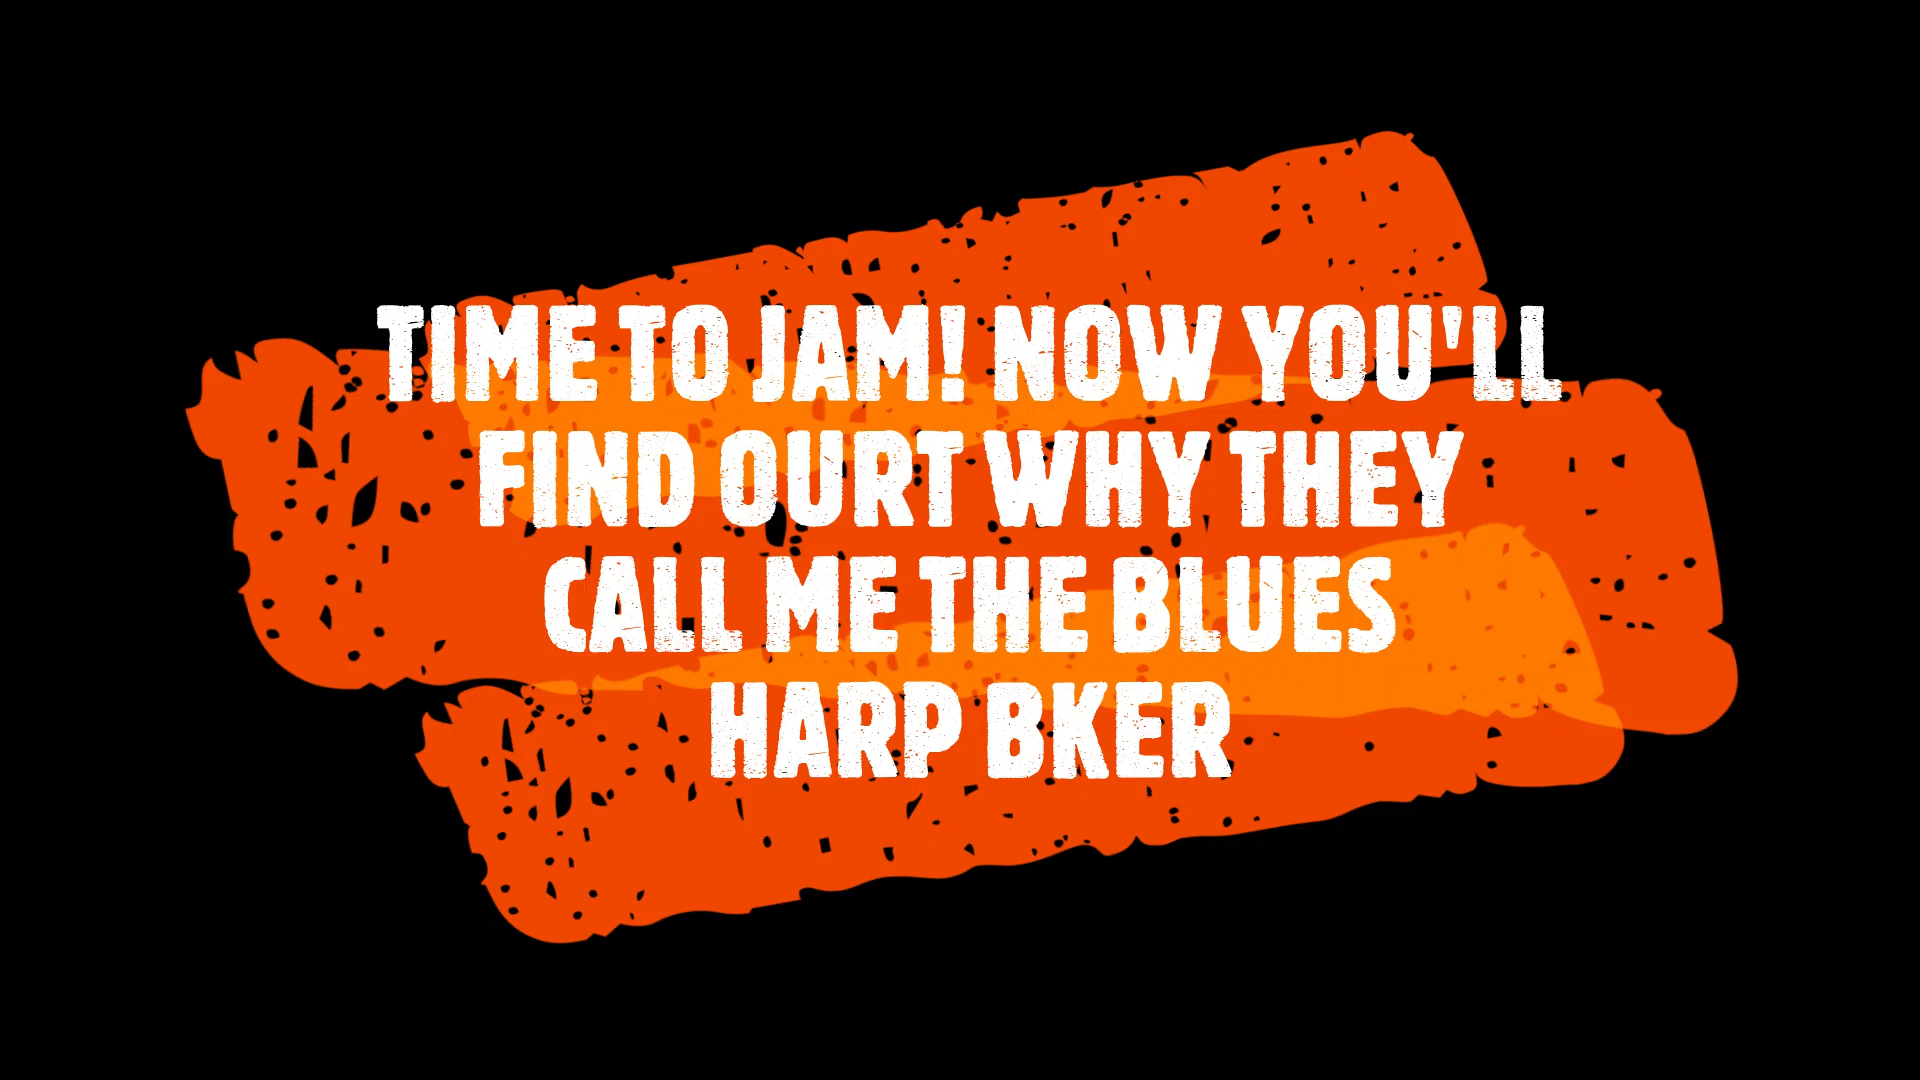 TIME TO JAM! NOW YOU'LL
FIND OURT WHY THEY
CALL ME THE BLUES
HARP BKER